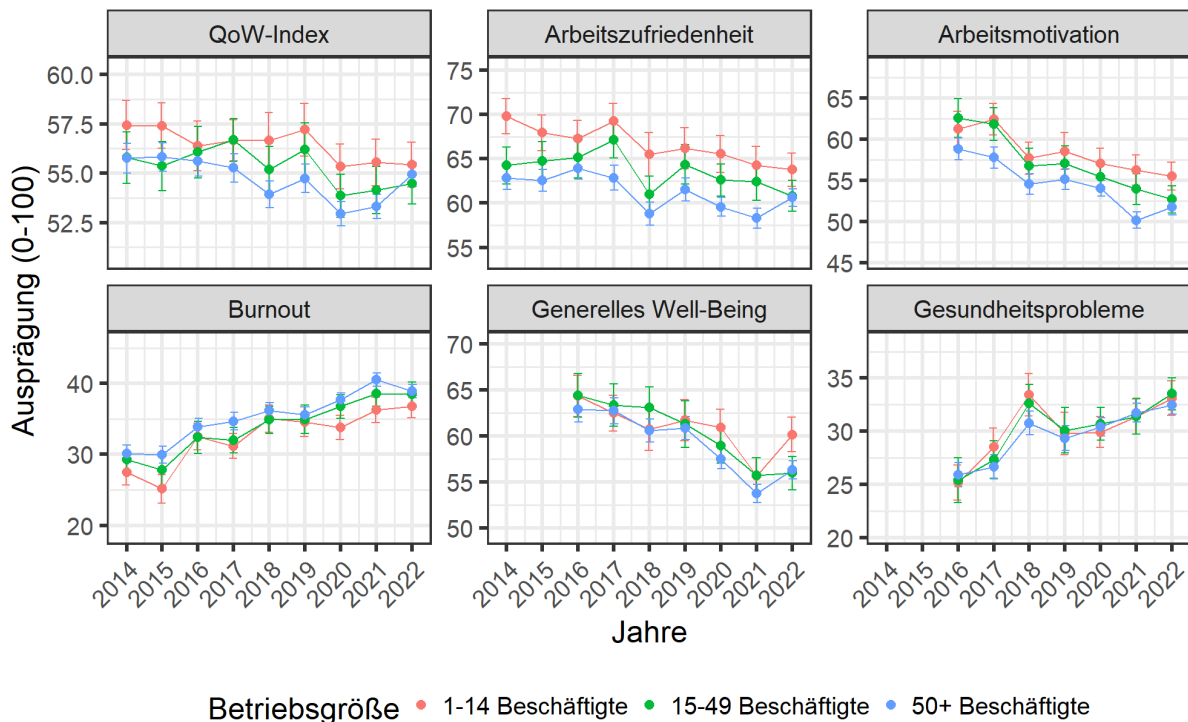 QoW-Index
Arbeitszufriedenheit
Arbeitsmotivation
60.0
57.5
55.0
52.5
75
70
65
60
55
65
60
55
50
45
Ausprägung (0-100)
Burnout
Generelles Well-Being
Gesundheitsprobleme
40
30
20
70
65
60
55
50
35
30
25
20
2014 2015 2016 2017 2018 2019 2020 2021 2022
2014 2015 2016 2017 2018 2019 2020 2021 2022
2014 2015 2016 2017 2018 2019 2020 2021 2022
Jahre
Betriebsgröße 1-14 Beschäftigte 15-49 Beschäftigte 50+ Beschäftigte